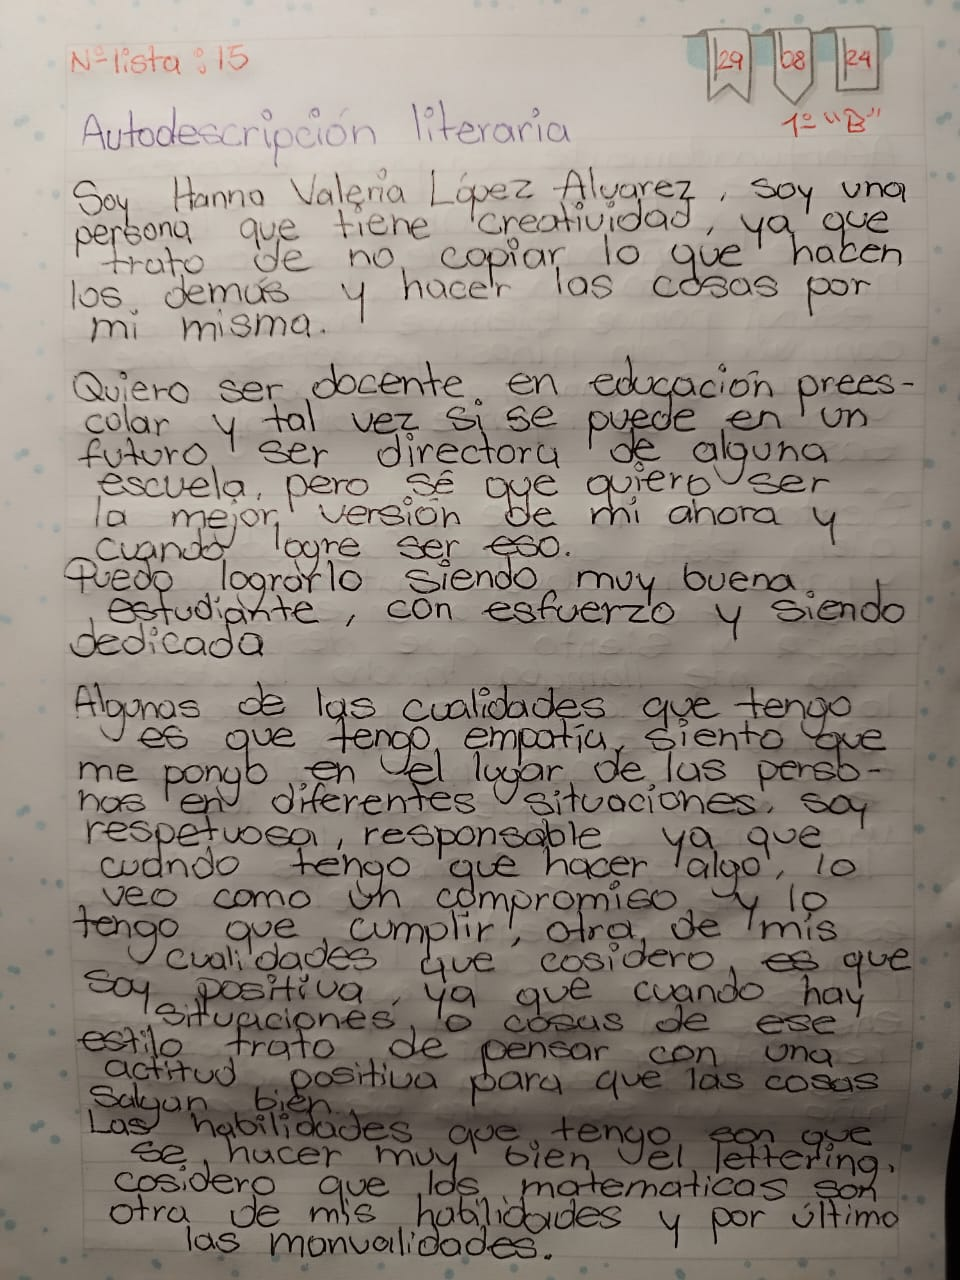 Nº lista : 15
29 08 24
1º "B"
Autodescripción literaria
Soy Hanna Valeria López Alvarez, soy una
persona que tiene creatividad, ya que
trato de no copiar lo que hacen
los demás y hacer las cosas por
mi misma.
Quiero ser docente en educación prees-
colar y tal vez si se puede en un
futuro ser directora de alguna
escuela, pero sé que quiero ser
la mejor versión de mi ahora y
cuando logre ser eso.
Puedo lograrlo siendo muy buena
estudiante, con esfuerzo y siendo
dedicada
Algunas de las cualidades que tengo
es que tengo empatía, siento que
me pongo en el lugar de las perso-
nas en diferentes situaciones, soy
respetuosa, responsable ya que
cuando tengo que hacer algo, lo
veo como un compromiso y lo
tengo que cumplir, otra de mis
cualidades que cosidero, es que
soy positiva, ya que cuando hay
situaciones, o cosas de ese
estilo trato de pensar con una
actitud positiva para que las cosas
salgan bien.
Las habilidades que tengo son que
se hacer muy bien el lettering,
cosidero que las matematicas son
otra de mis habilidades y por último
las manualidades.